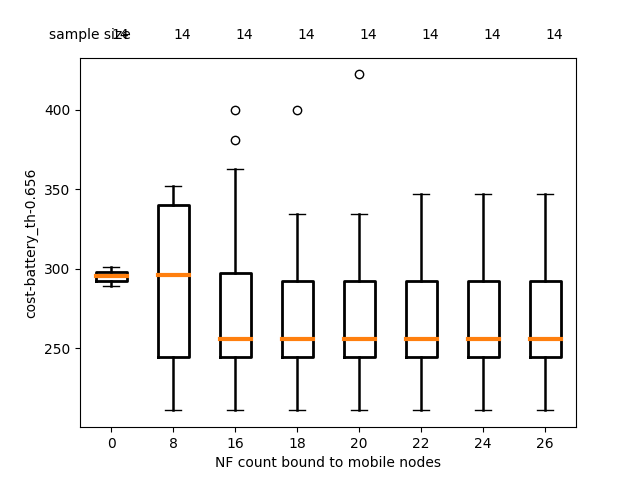 sample size 14 14 14 14 14 14 14 14
cost-battery_th-0.656
400
350
300
250
0 8 16 18 20 22 24 26
NF count bound to mobile nodes